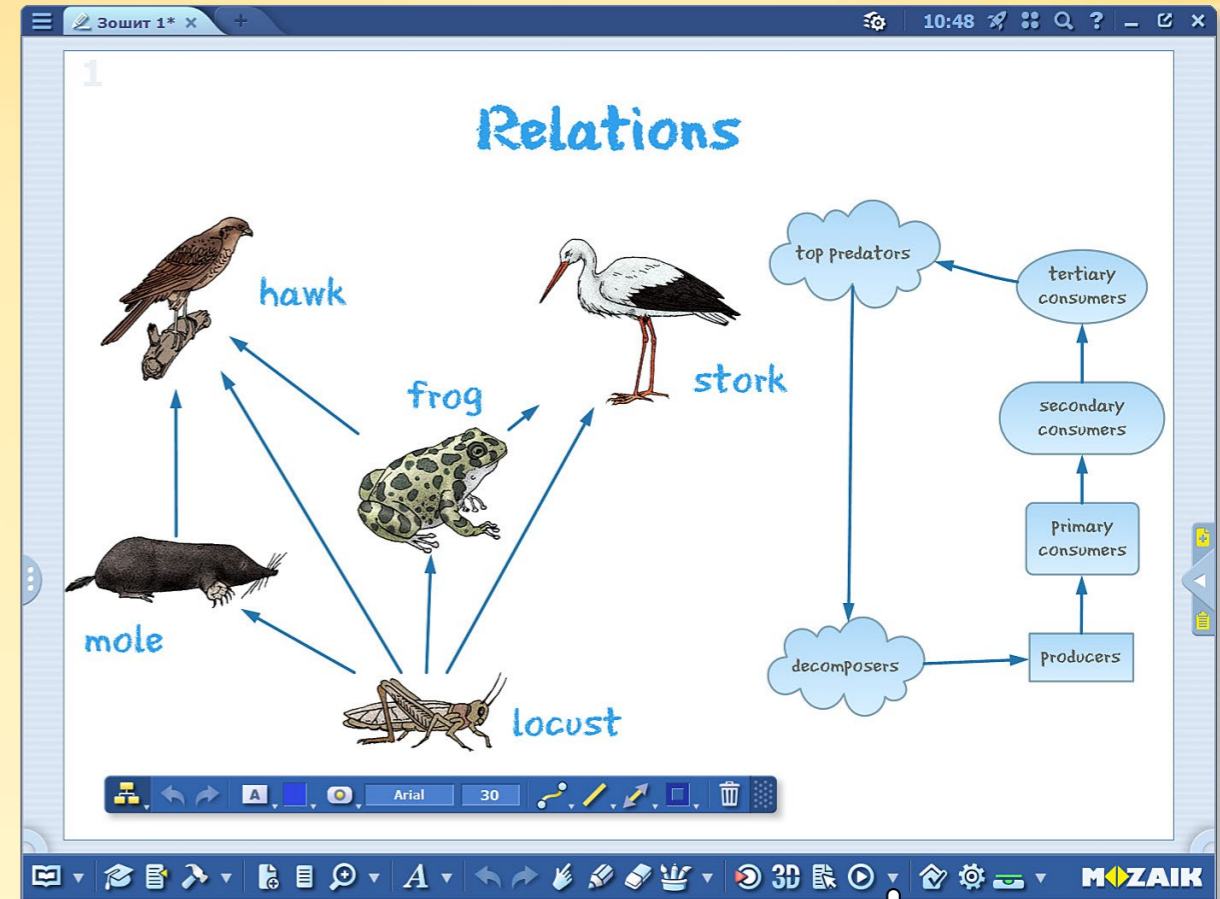 Зошит 1*
10:48
?
1
Relations
hawk
frog
stork
mole
locust
top predators
tertiary
consumers
secondary
consumers
primary
consumers
producers
decomposers
A
Arial
30
A
3D
MOZAIK